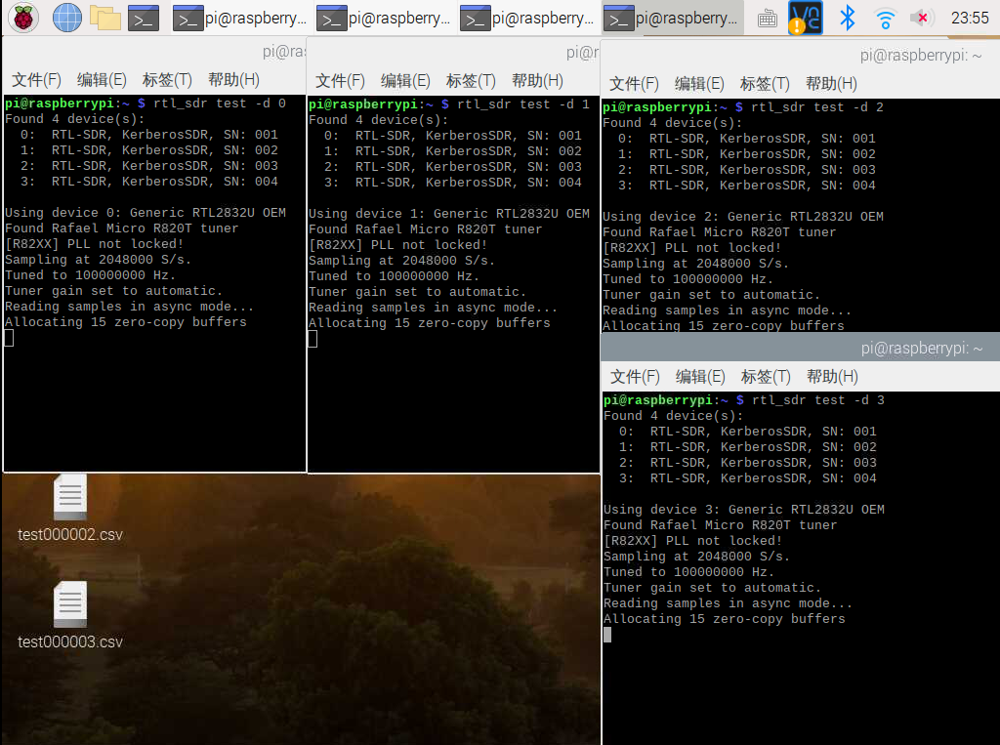 pi@raspberry...
pi@raspberry...
pi@raspberry...
pi@raspberry...
23:55
pi@ras
文件(F) 编辑(E) 标签(T) 帮助(H)
pi@raspberrypi:~ $ rtl_sdr test -d 0
Found 4 device(s):
0: RTL-SDR, KerberosSDR, SN: 001
1: RTL-SDR, KerberosSDR, SN: 002
2: RTL-SDR, KerberosSDR, SN: 003
3: RTL-SDR, KerberosSDR, SN: 004
Using device 0: Generic RTL2832U OEM
Found Rafael Micro R820T tuner
[R82XX] PLL not locked!
Sampling at 2048000 S/s.
Tuned to 100000000 Hz.
Tuner gain set to automatic.
Reading samples in async mode...
Allocating 15 zero-copy buffers
pi@r
文件(F) 编辑(E) 标签(T) 帮助(H)
pi@raspberrypi:~ $ rtl_sdr test -d 1
Found 4 device(s):
0: RTL-SDR, KerberosSDR, SN: 001
1: RTL-SDR, KerberosSDR, SN: 002
2: RTL-SDR, KerberosSDR, SN: 003
3: RTL-SDR, KerberosSDR, SN: 004
Using device 1: Generic RTL2832U OEM
Found Rafael Micro R820T tuner
[R82XX] PLL not locked!
Sampling at 2048000 S/s.
Tuned to 100000000 Hz.
Tuner gain set to automatic.
Reading samples in async mode...
Allocating 15 zero-copy buffers
pi@raspberrypi: ~
文件(F) 编辑(E) 标签(T) 帮助(H)
pi@raspberrypi:~ $ rtl_sdr test -d 2
Found 4 device(s):
0: RTL-SDR, KerberosSDR, SN: 001
1: RTL-SDR, KerberosSDR, SN: 002
2: RTL-SDR, KerberosSDR, SN: 003
3: RTL-SDR, KerberosSDR, SN: 004
Using device 2: Generic RTL2832U OEM
Found Rafael Micro R820T tuner
[R82XX] PLL not locked!
Sampling at 2048000 S/s.
Tuned to 100000000 Hz.
Tuner gain set to automatic.
Reading samples in async mode...
Allocating 15 zero-copy buffers
pi@raspberrypi: ~
文件(F) 编辑(E) 标签(T) 帮助(H)
pi@raspberrypi:~ $ rtl_sdr test -d 3
Found 4 device(s):
0: RTL-SDR, KerberosSDR, SN: 001
1: RTL-SDR, KerberosSDR, SN: 002
2: RTL-SDR, KerberosSDR, SN: 003
3: RTL-SDR, KerberosSDR, SN: 004
Using device 3: Generic RTL2832U OEM
Found Rafael Micro R820T tuner
[R82XX] PLL not locked!
Sampling at 2048000 S/s.
Tuned to 100000000 Hz.
Tuner gain set to automatic.
Reading samples in async mode...
Allocating 15 zero-copy buffers
test000002.csv
test000003.csv